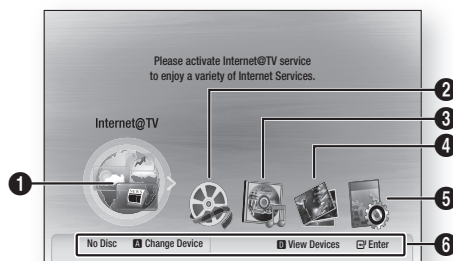 Please activate Internet@TV service
to enjoy a variety of Internet Services.
Internet@TV
1
2
3
4
5
6
No Disc A Change Device D View Devices Enter